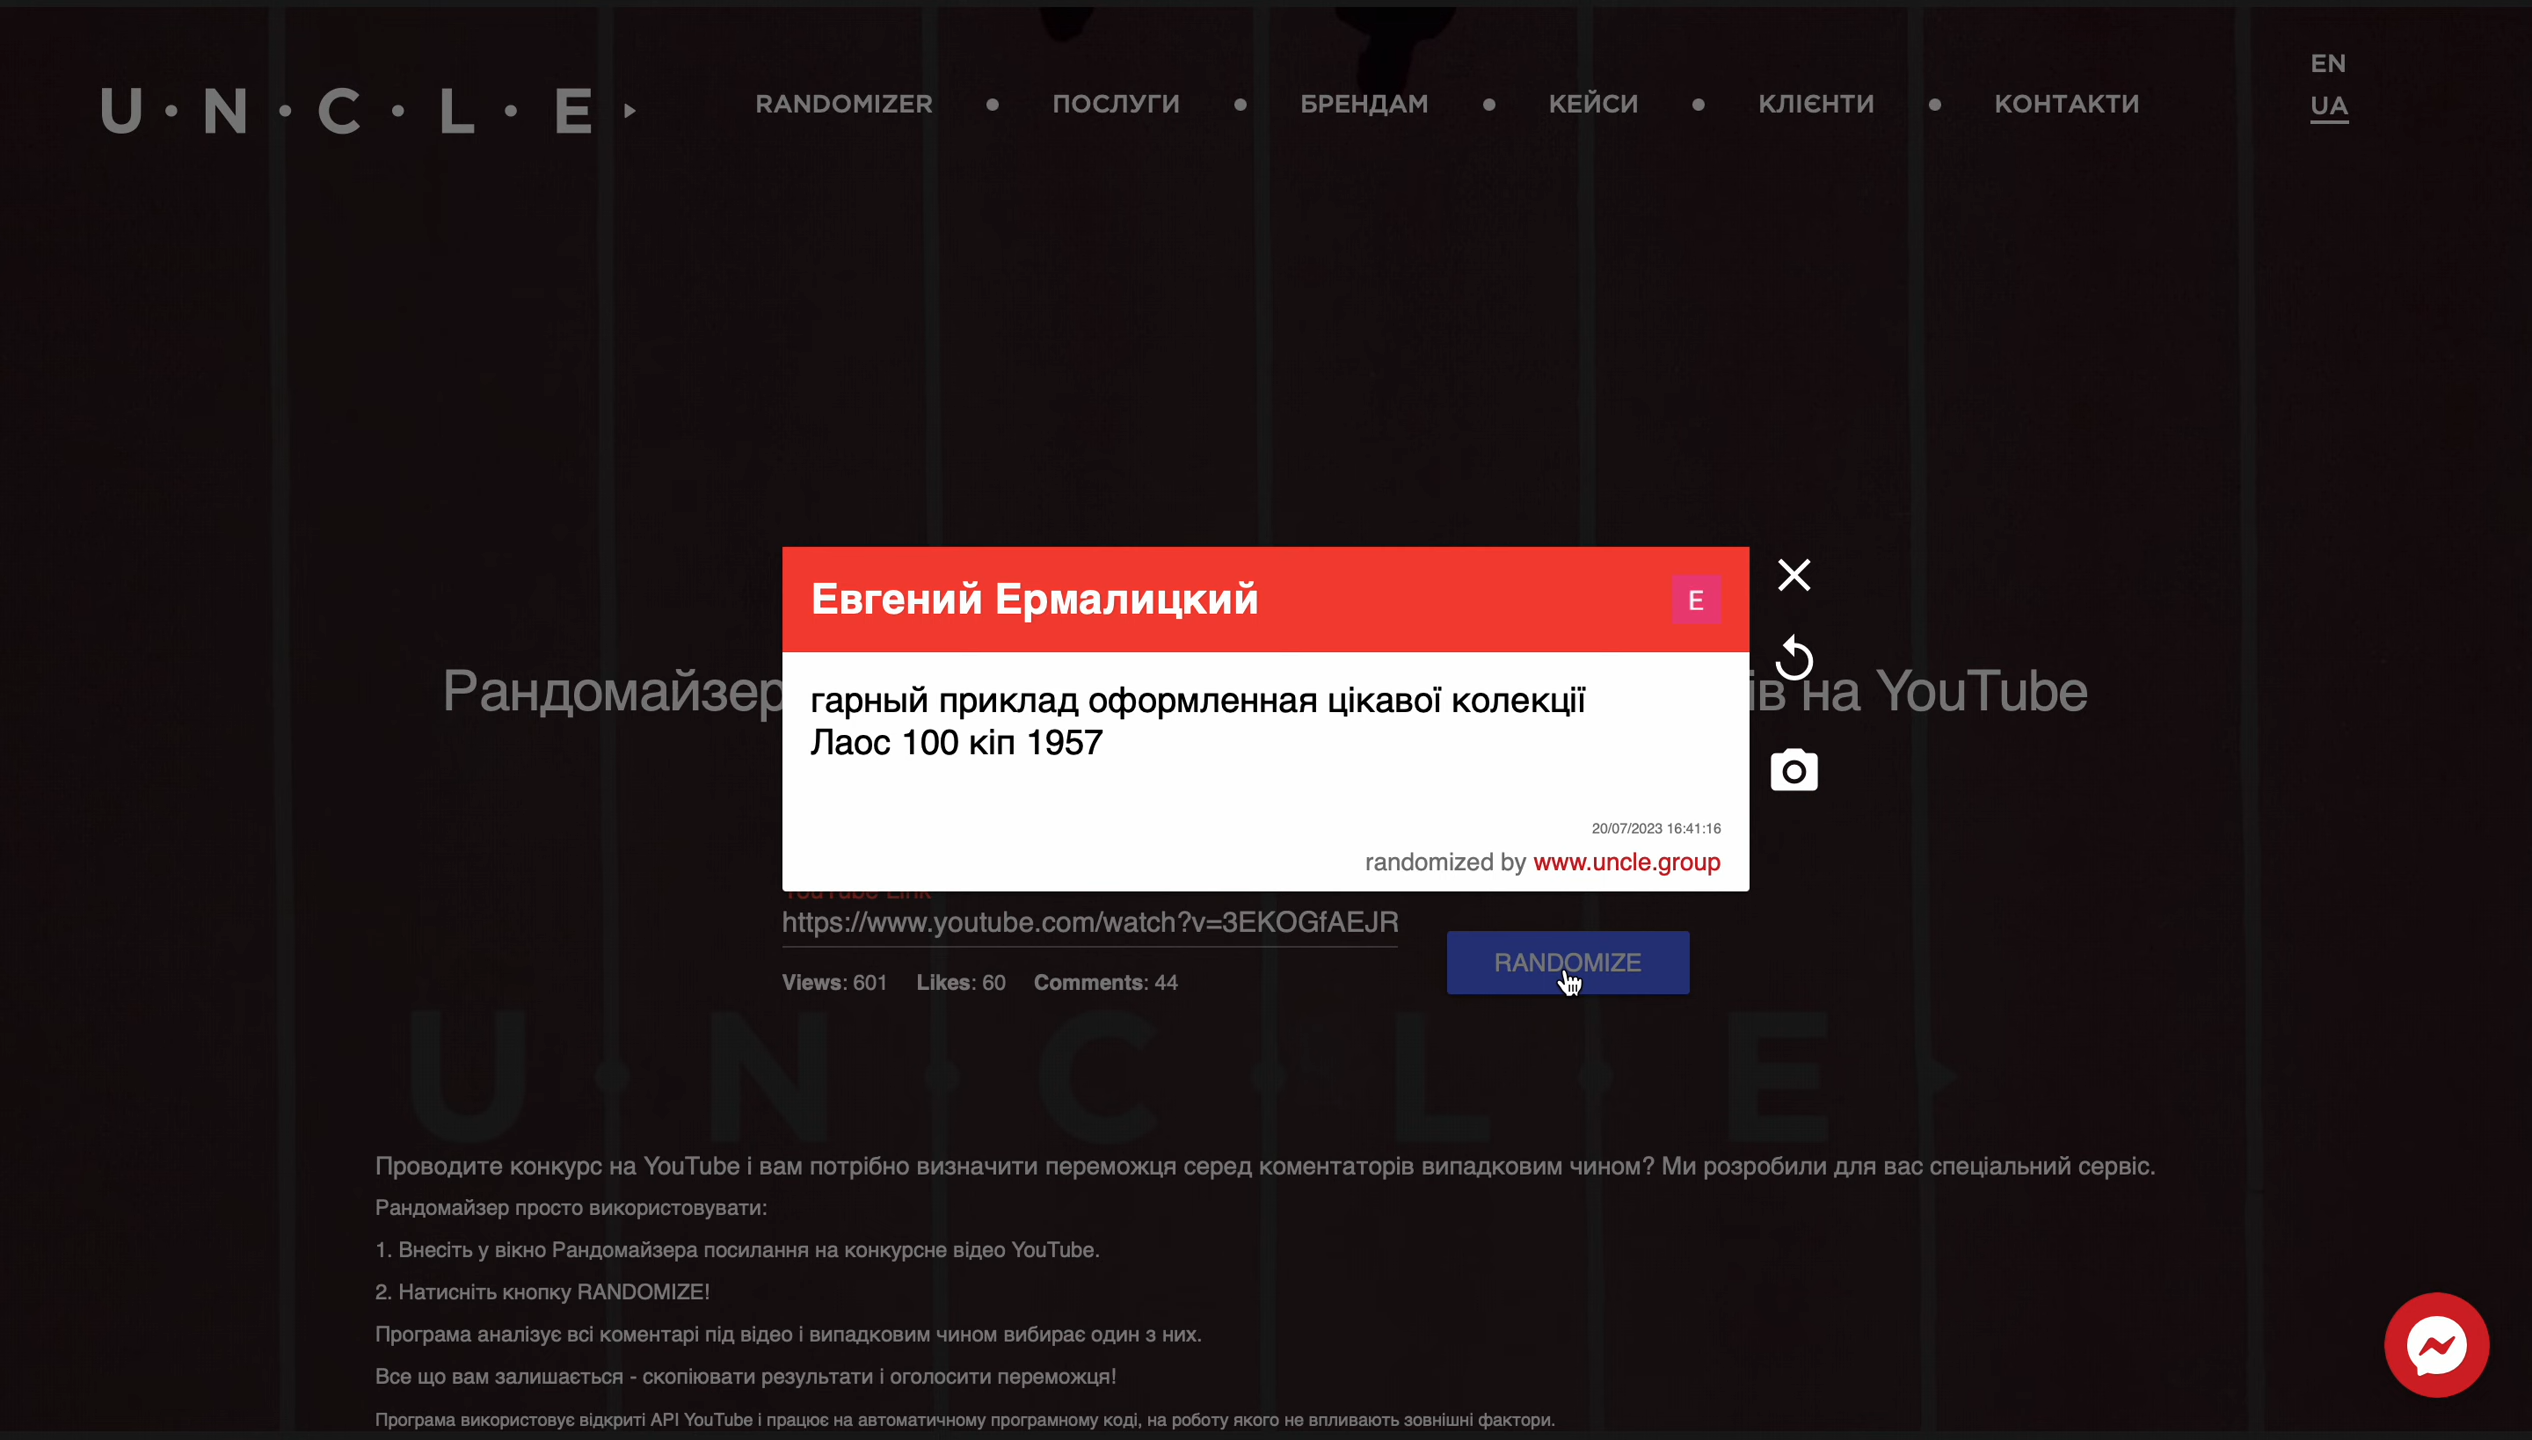 U·N·C·L·E
RANDOMIZER • ПОСЛУГИ • БРЕНДАМ • КЕЙСИ • КЛІЄНТИ • КОНТАКТИ
EN
UA
Евгений Ермалицкий
E
Рандомайзер
ів на YouTube
гарный приклад оформленная цікавої колекції
Лаос 100 кіп 1957
20/07/2023 16:41:16
randomized by www.uncle.group
YouTube Link
https://www.youtube.com/watch?v=3EKOGfAEJR
RANDOMIZE
Views: 601 Likes: 60 Comments: 44
U·N·C·L·E
Проводите конкурс на YouTube і вам потрібно визначити переможця серед коментаторів випадковим чином? Ми розробили для вас спеціальний сервіс.
Рандомайзер просто використовувати:
1. Внесіть у вікно Рандомайзера посилання на конкурсне відео YouTube.
2. Натисніть кнопку RANDOMIZE!
Програма аналізує всі коментарі під відео і випадковим чином вибирає один з них.
Все що вам залишається - скопіювати результати і оголосити переможця!
Програма використовує відкриті API YouTube і працює на автоматичному програмному коді, на роботу якого не впливають зовнішні фактори.